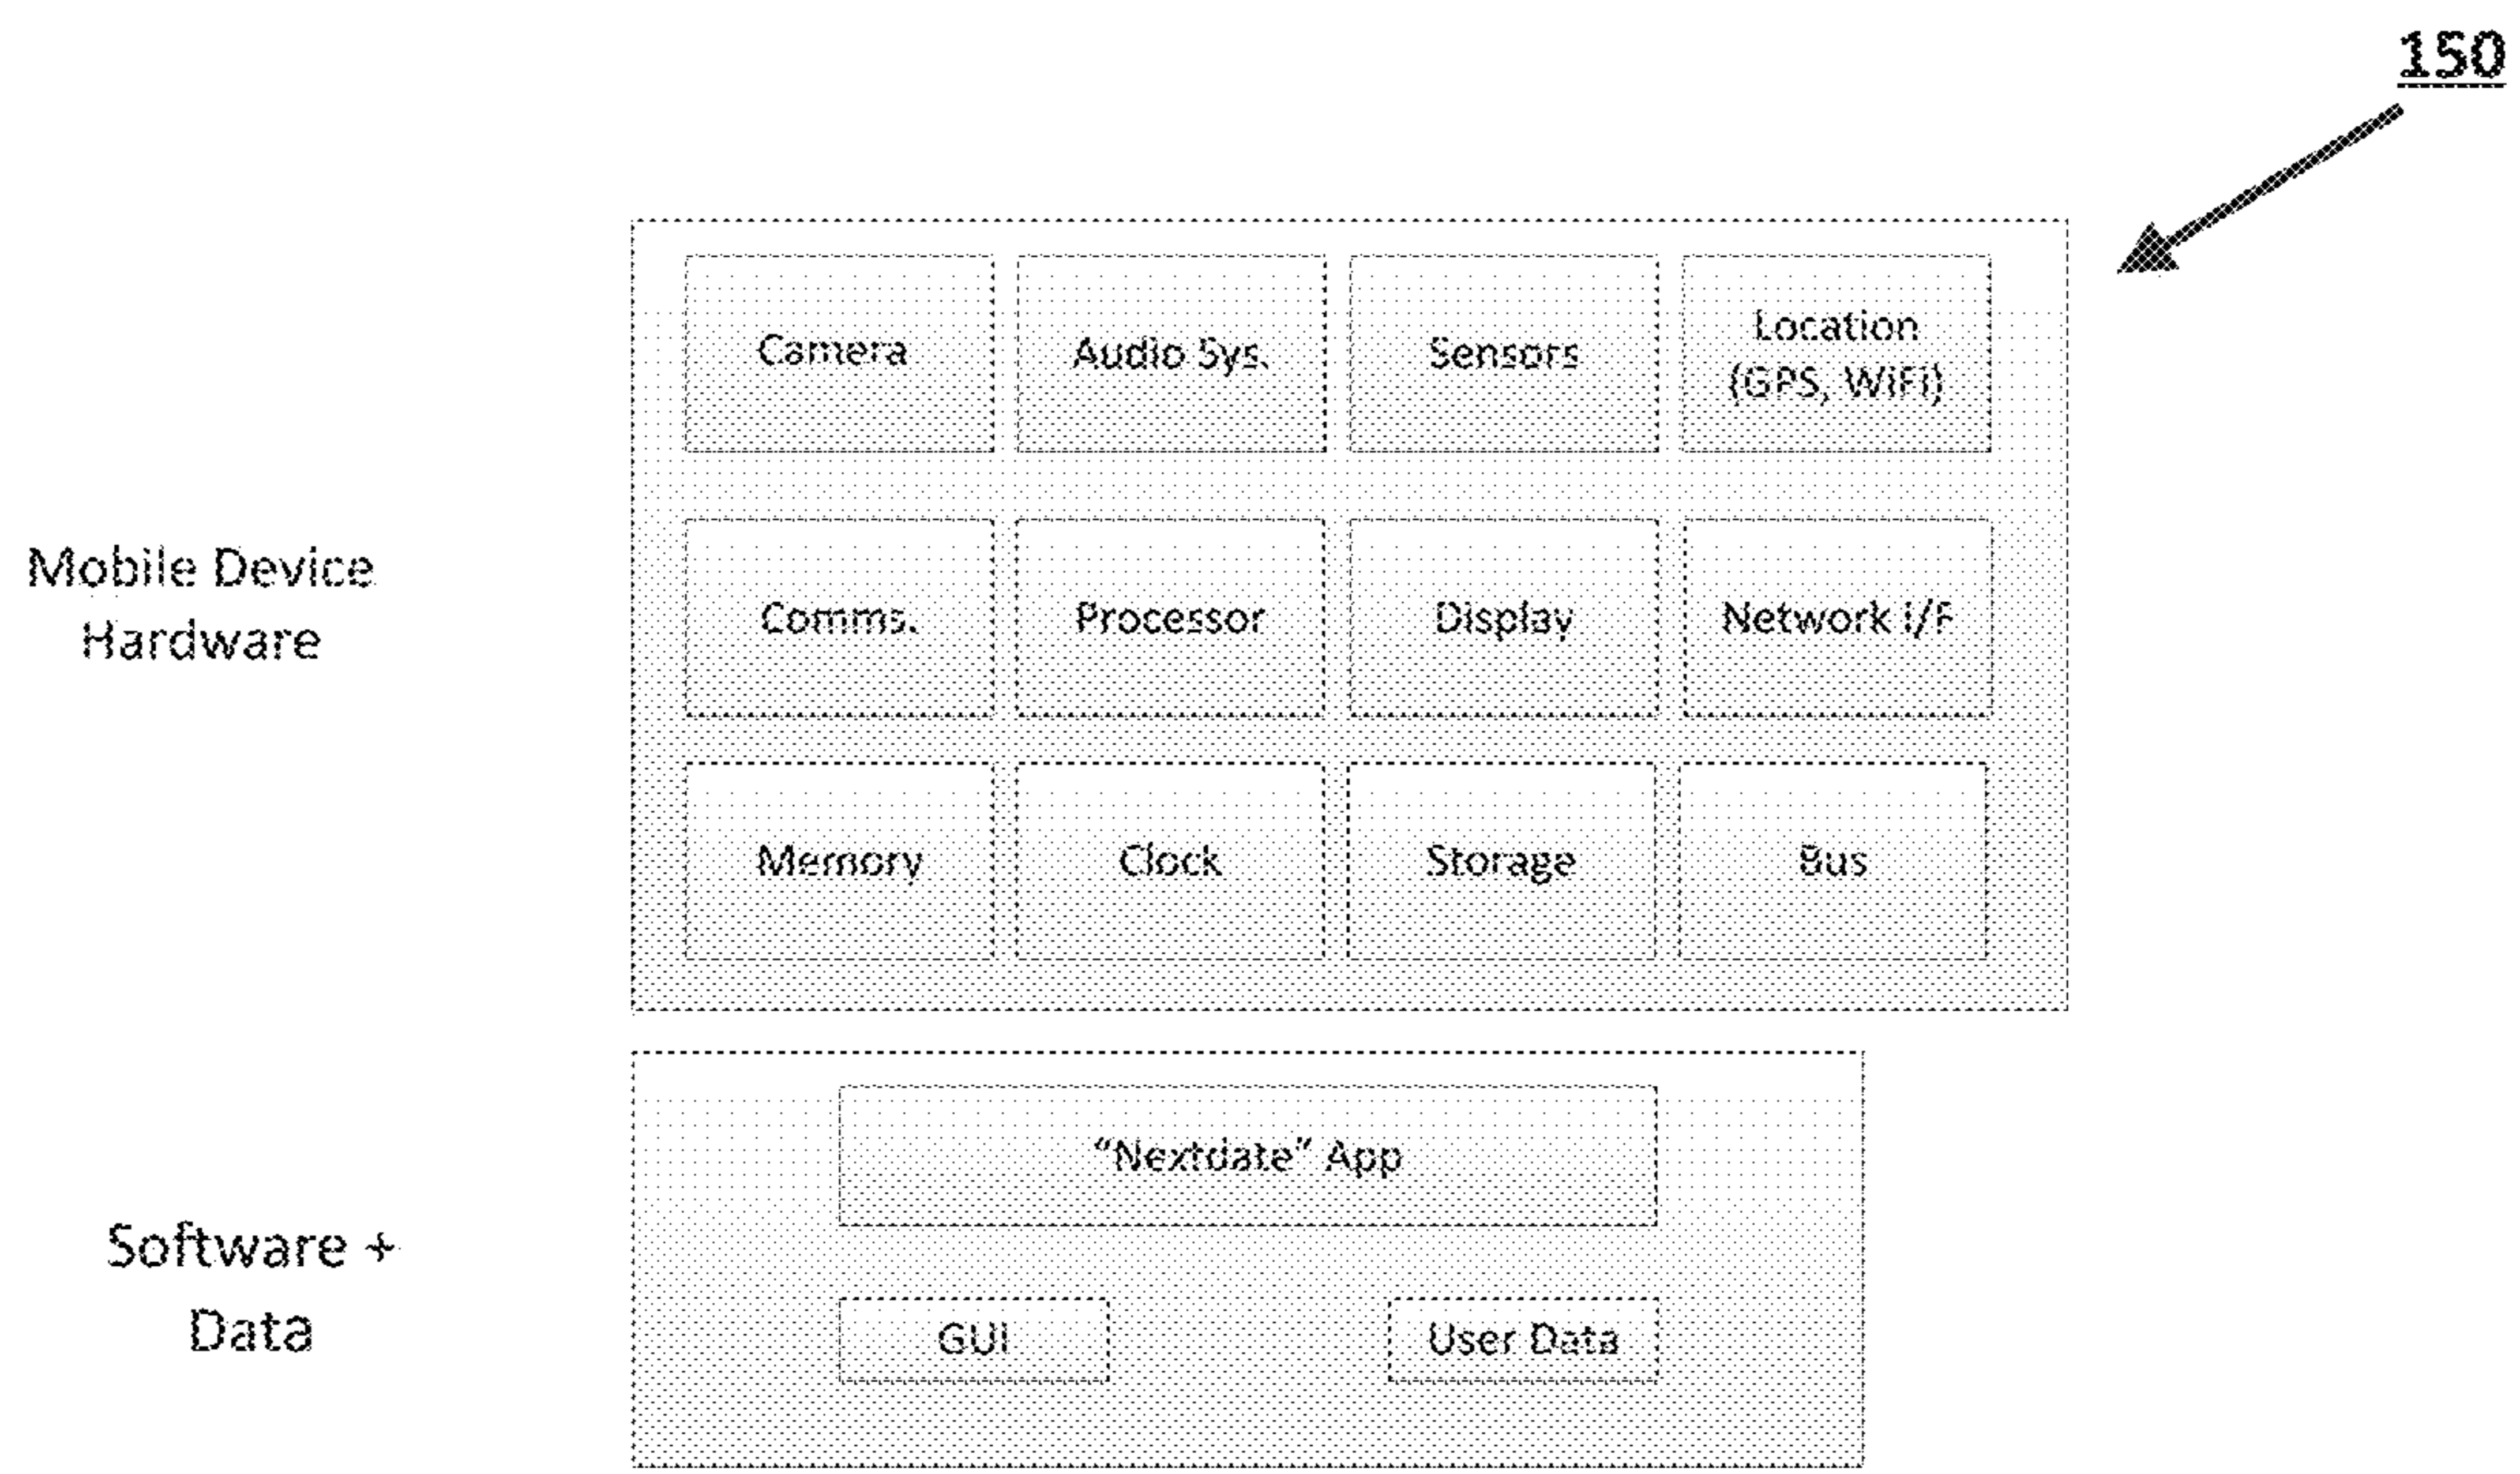 150
Camera
Audio Sys.
Sensors
Location
(GPS, WiFi)
Mobile Device
Hardware
Comms.
Processor
Display
Network I/F
Memory
Clock
Storage
Bus
“Nextdate” App
Software +
Data
GUI
User Data